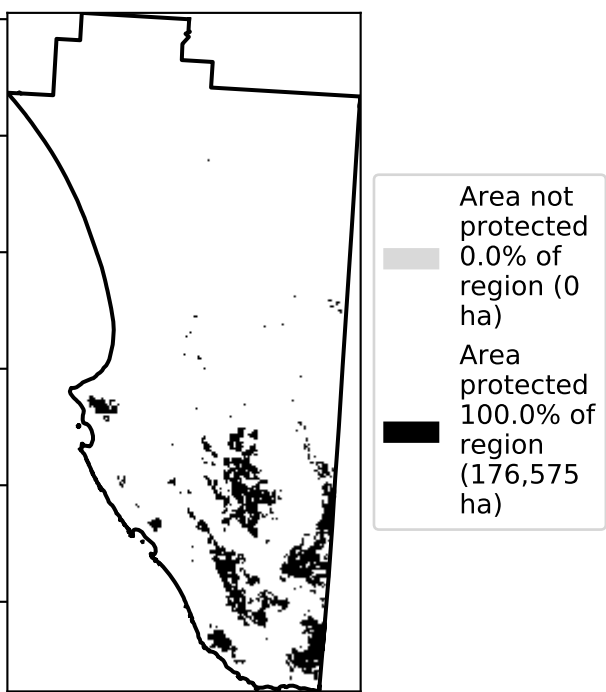 Area not
protected
0.0% of
region (0
ha)
Area
protected
100.0% of
region
(176,575
ha)